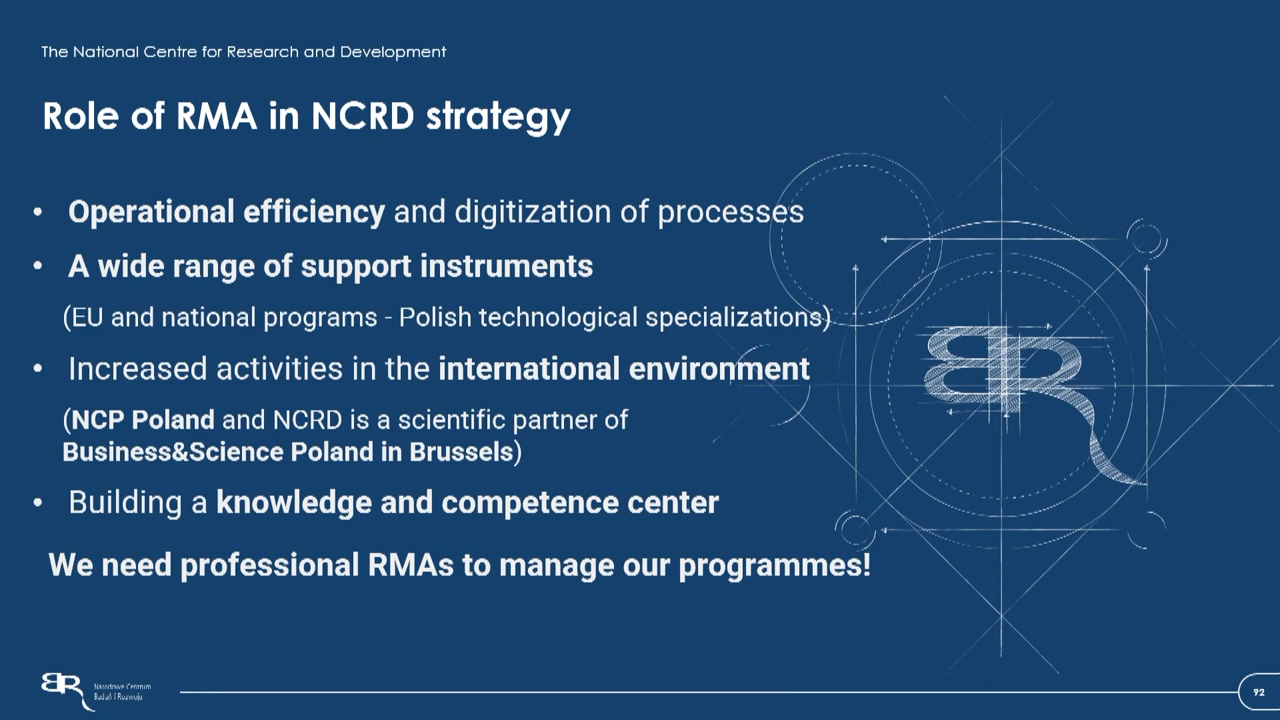 The National Centre for Research and Development
Role of RMA in NCRD strategy
• Operational efficiency and digitization of processes
• A wide range of support instruments
(EU and national programs - Polish technological specializations)
• Increased activities in the international environment
(NCP Poland and NCRD is a scientific partner of
Business&Science Poland in Brussels)
• Building a knowledge and competence center
We need professional RMAs to manage our programmes!
Narodowe Centrum
Badań i Rozwoju
92